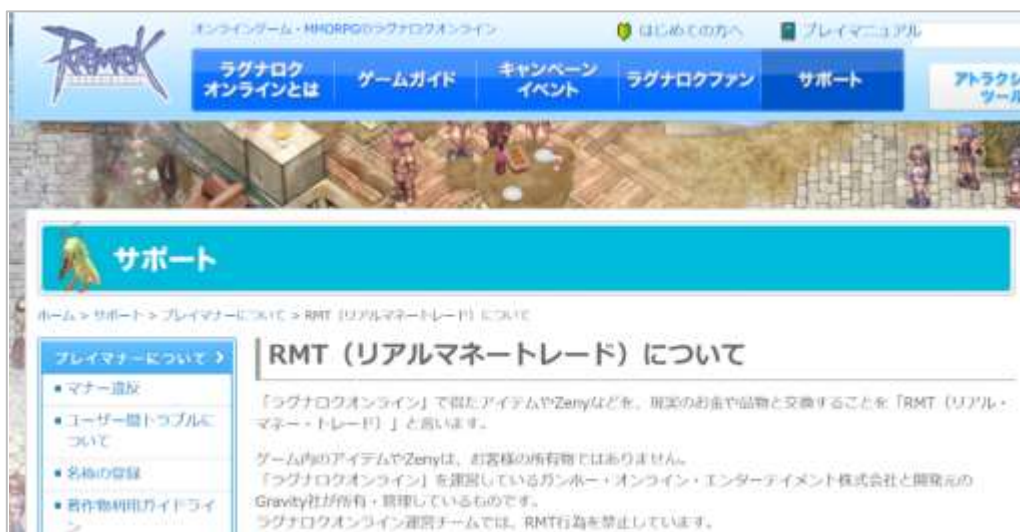 RAGNAROK
オンラインゲーム・MMORPGのラグナロクオンライン
はじめての方へ
プレイマニュアル
ラグナロク
オンラインとは
ゲームガイド
キャンペーン
イベント
ラグナロクファン
サポート
アトラクシ
ツール
サポート
ホーム > サポート > プレイマナーについて > RMT（リアルマネートレード）について
プレイマナーについて
マナー違反
ユーザー間トラブルに
ついて
名称の登録
著作物利用ガイドライ
ン
RMT（リアルマネートレード）について
「ラグナロクオンライン」で得たアイテムやZenyなどを、現実のお金や品物と交換することを「RMT（リアル・
マネー・トレード）」と言います。
ゲーム内のアイテムやZenyは、お客様の所有物ではありません。
「ラグナロクオンライン」を運営しているガンホー・オンライン・エンターテイメント株式会社と開発元の
Gravity社が所有・管理しているものです。
ラグナロクオンライン運営チームでは、RMT行為を禁止しています。